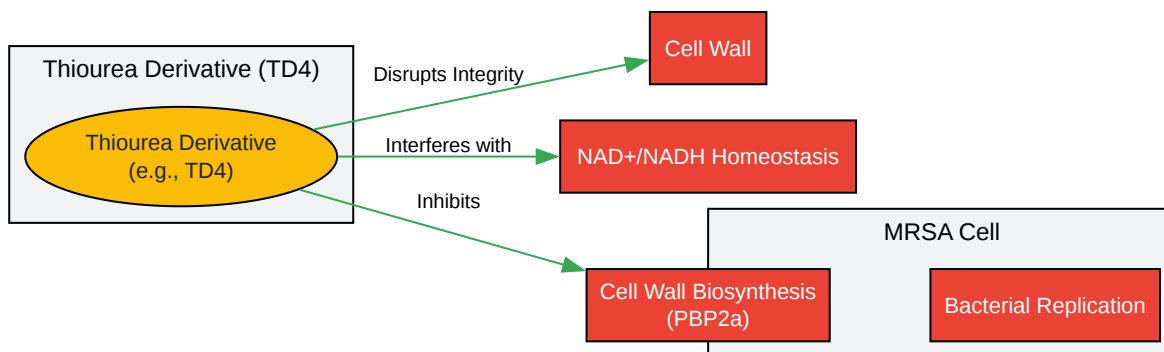 Thiourea Derivative (TD4)
Thiourea Derivative
(e.g., TD4)
Disrupts Integrity
Cell Wall
Interferes with
NAD+/NADH Homeostasis
Inhibits
MRSA Cell
Cell Wall Biosynthesis
(PBP2a)
Bacterial Replication